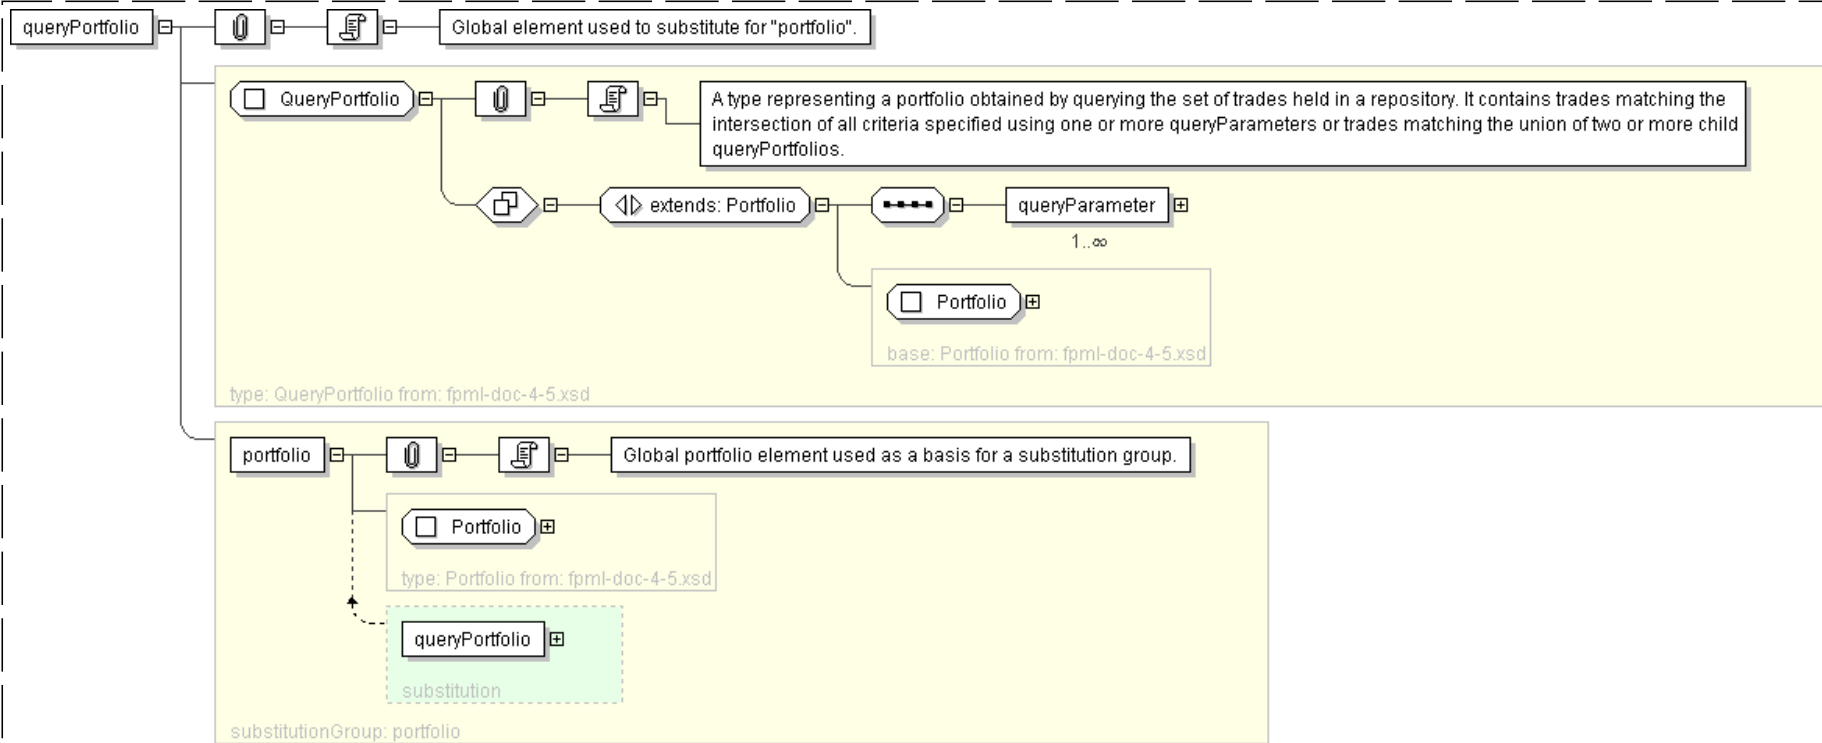 queryPortfolio
Global element used to substitute for "portfolio".
QueryPortfolio
A type representing a portfolio obtained by querying the set of trades held in a repository. It contains trades matching the
intersection of all criteria specified using one or more queryParameters or trades matching the union of two or more child
queryPortfolios.
extends: Portfolio
queryParameter
1..∞
Portfolio
base: Portfolio from: fpml-doc-4-5.xsd
type: QueryPortfolio from: fpml-doc-4-5.xsd
portfolio
Global portfolio element used as a basis for a substitution group.
Portfolio
type: Portfolio from: fpml-doc-4-5.xsd
queryPortfolio
substitution
substitutionGroup: portfolio